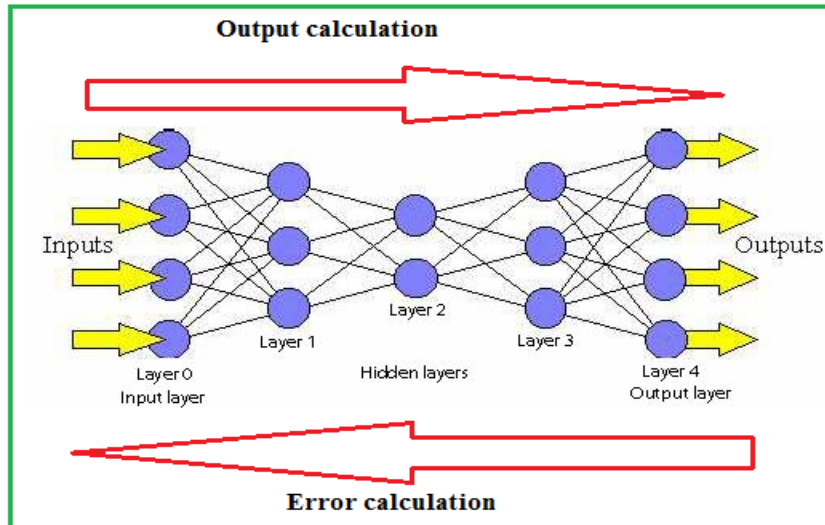 Output calculation
Inputs
Outputs
Layer 2
Layer 1
Layer 3
Layer 0
Input layer
Hidden layers
Layer 4
Output layer
Error calculation